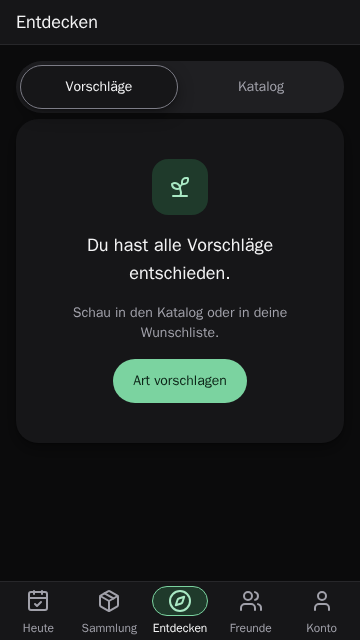 Entdecken
Vorschläge
Katalog
Du hast alle Vorschläge
entschieden.
Schau in den Katalog oder in deine
Wunschliste.
Art vorschlagen
Heute
Sammlung
Entdecken
Freunde
Konto